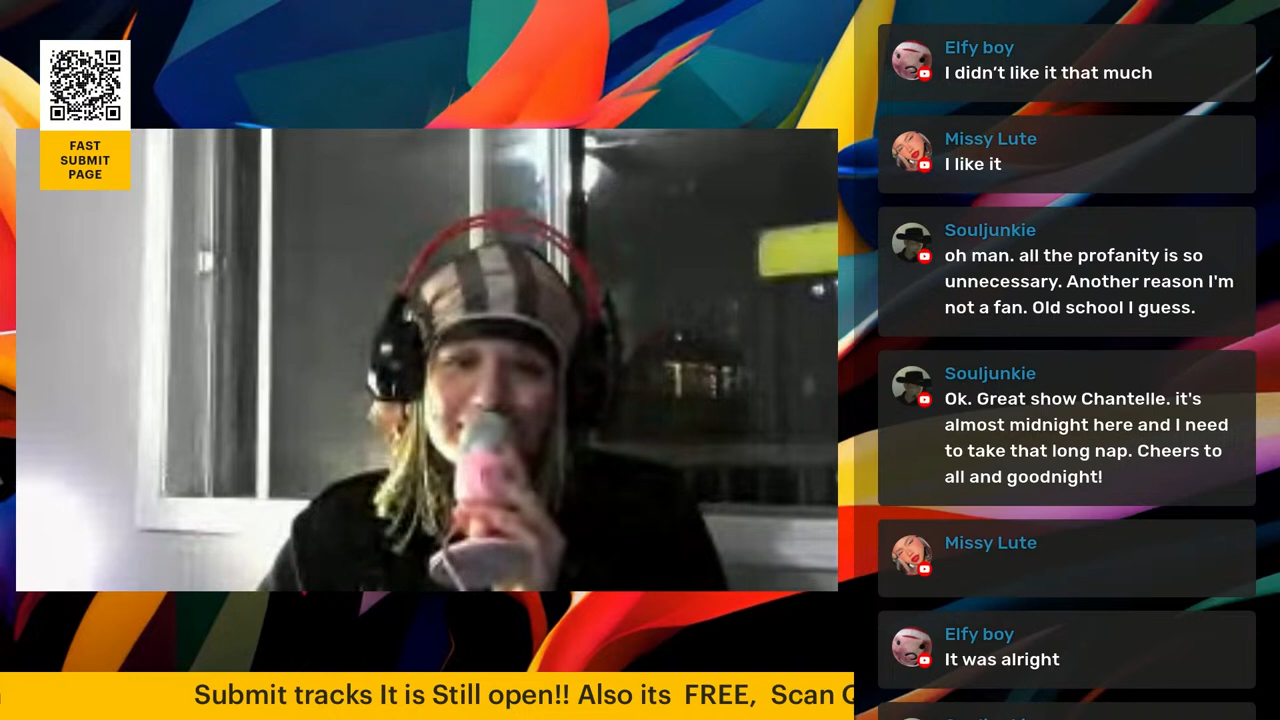 FAST
SUBMIT
PAGE
Submit tracks It is Still open!! Also its FREE, Scan
Elfy boy
I didn’t like it that much
Missy Lute
I like it
Souljunkie
oh man. all the profanity is so
unnecessary. Another reason I'm
not a fan. Old school I guess.
Souljunkie
Ok. Great show Chantelle. it's
almost midnight here and I need
to take that long nap. Cheers to
all and goodnight!
Missy Lute
Elfy boy
It was alright